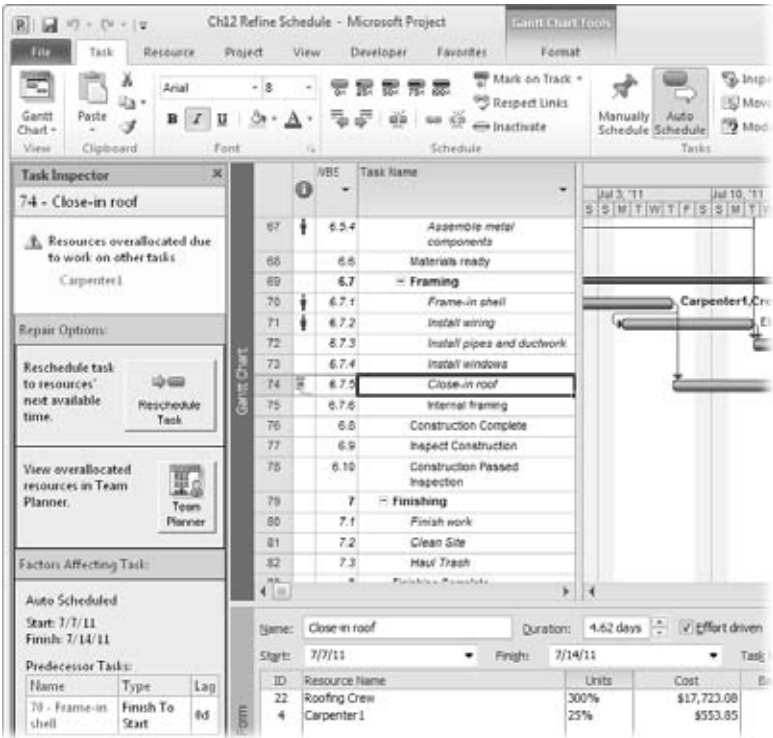 Ch12 Refine Schedule - Microsoft Project
Gantt Chart Tools
File Task Resource Project View Developer Favorites Format
Gantt Chart
View
Paste
Clipboard
Arial 8
B I U A
Font
0% 25% 50% 75% 100%
Mark on Track
Respect Links
Inactivate
Schedule
Manually Schedule
Auto Schedule
Tasks
Task Inspector
74 - Close-in roof
Resources overallocated due
to work on other tasks
Carpenter1
Repair Options:
Reschedule task
to resources'
next available
time.
Reschedule
Task
View overallocated
resources in Team
Planner.
Team
Planner
Factors Affecting Task:
Auto Scheduled
Start: 7/7/11
Finish: 7/14/11
Predecessor Tasks:
Name Type Lag
70 - Frame-in shell Finish To Start 0d
Gantt Chart
WBS Task Name
67 6.5.4 Assemble metal components
68 6.6 Materials ready
69 6.7 Framing
70 6.7.1 Frame-in shell
71 6.7.2 Install wiring
72 6.7.3 Install pipes and ductwork
73 6.7.4 Install windows
74 6.7.5 Close-in roof
75 6.7.6 Internal framing
76 6.8 Construction Complete
77 6.9 Inspect Construction
78 6.10 Construction Passed Inspection
79 7 Finishing
80 7.1 Finish work
81 7.2 Clean Site
82 7.3 Haul Trash
Jul 3, '11 Jul 10, '11
S S M T W T F S S M T
Carpenter1,Cre
Form
Name: Close-in roof Duration: 4.62 days Effort driven
Start: 7/7/11 Finish: 7/14/11 Task
ID Resource Name Units Cost
22 Roofing Crew 300% $17,723.08
4 Carpenter1 25% $553.85